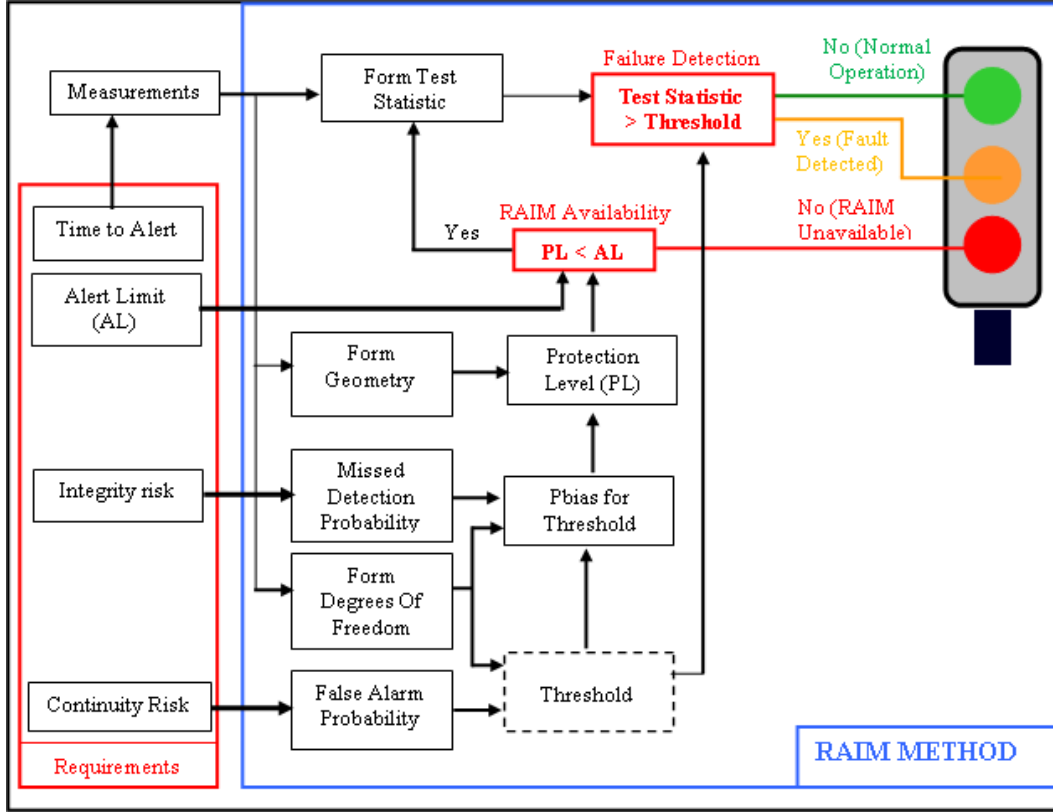 Measurements
Form Test
Statistic
Failure Detection
Test Statistic
> Threshold
No (Normal
Operation)
Yes (Fault
Detected)
No (RAIM
Unavailable)
RAIM Availability
PL < AL
Yes
Time to Alert
Alert Limit
(AL)
Form
Geometry
Protection
Level (PL)
Integrity risk
Missed
Detection
Probability
Pbias for
Threshold
Form
Degrees Of
Freedom
Continuity Risk
False Alarm
Probability
Threshold
Requirements
RAIM METHOD